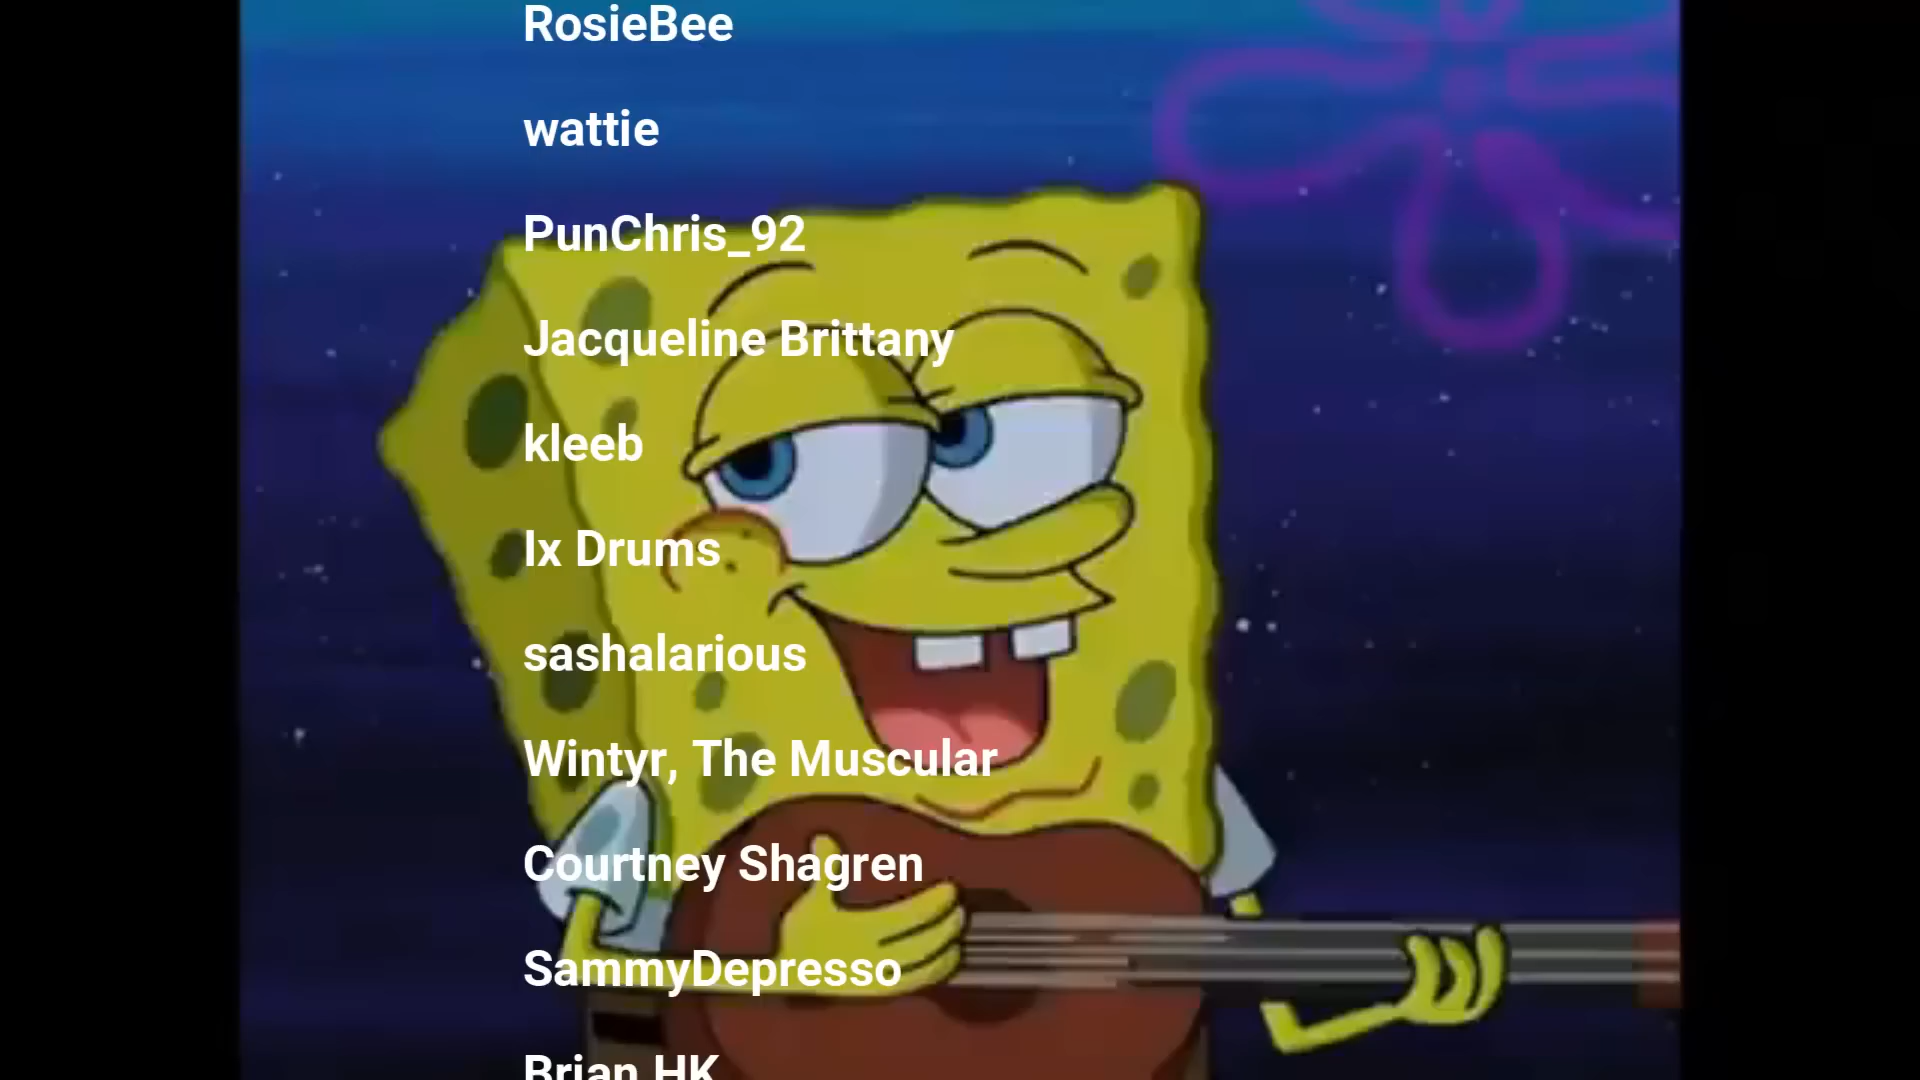 RosieBee
wattie
PunChris_92
Jacqueline Brittany
kleeb
Ix Drums
sashalarious
Wintyr, The Muscular
Courtney Shagren
SammyDepresso
Brian HK